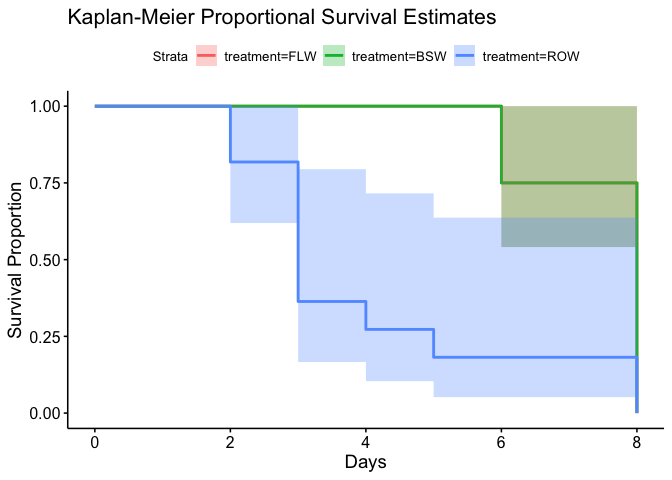 Kaplan-Meier Proportional Survival Estimates
Strata treatment=FLW treatment=BSW treatment=ROW
1.00
0.75
0.50
0.25
0.00
Survival Proportion
0 2 4 6 8
Days